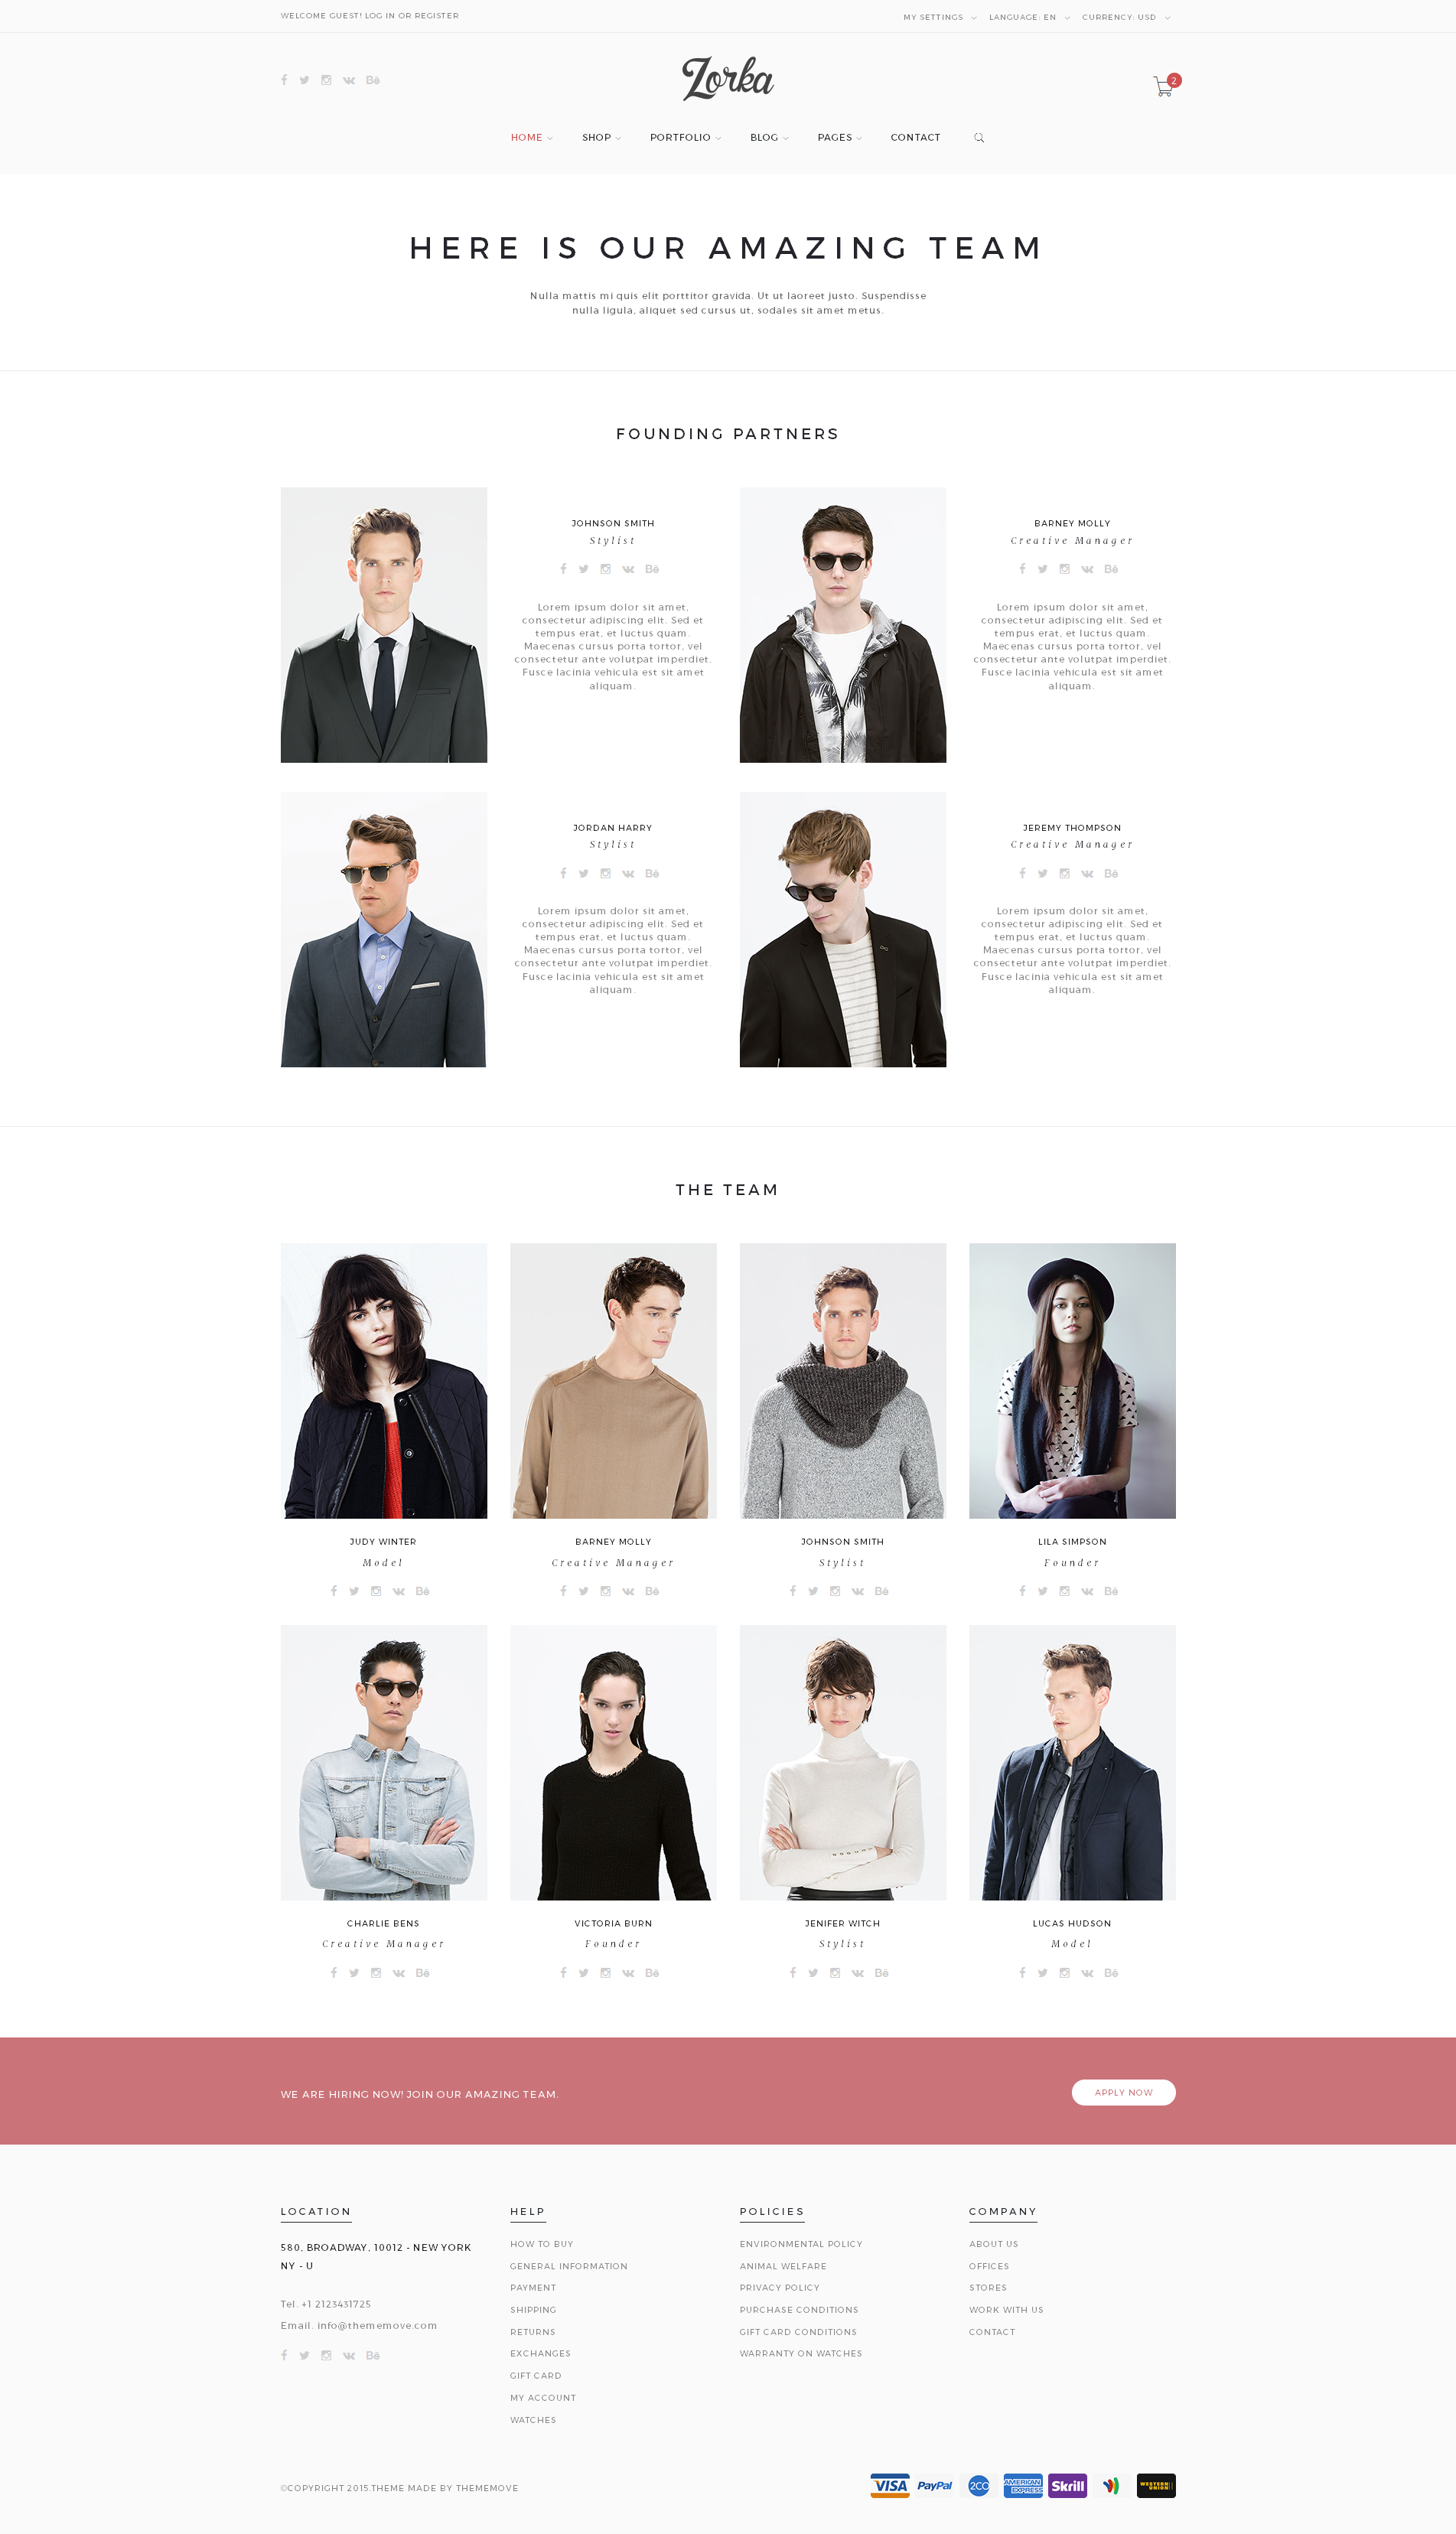 WELCOME GUEST! LOG IN OR REGISTER
MY SETTINGS LANGUAGE: EN CURRENCY: USD
Zorka
2
HOME SHOP PORTFOLIO BLOG PAGES CONTACT
HERE IS OUR AMAZING TEAM
Nulla mattis mi quis elit porttitor gravida. Ut ut laoreet justo. Suspendisse
nulla ligula, aliquet sed cursus ut, sodales sit amet metus.
FOUNDING PARTNERS
JOHNSON SMITH
Stylist
Bē
Lorem ipsum dolor sit amet,
consectetur adipiscing elit. Sed et
tempus erat, et luctus quam.
Maecenas cursus porta tortor, vel
consectetur ante volutpat imperdiet.
Fusce lacinia vehicula est sit amet
aliquam.
BARNEY MOLLY
Creative Manager
Bē
Lorem ipsum dolor sit amet,
consectetur adipiscing elit. Sed et
tempus erat, et luctus quam.
Maecenas cursus porta tortor, vel
consectetur ante volutpat imperdiet.
Fusce lacinia vehicula est sit amet
aliquam.
JORDAN HARRY
Stylist
Bē
Lorem ipsum dolor sit amet,
consectetur adipiscing elit. Sed et
tempus erat, et luctus quam.
Maecenas cursus porta tortor, vel
consectetur ante volutpat imperdiet.
Fusce lacinia vehicula est sit amet
aliquam.
JEREMY THOMPSON
Creative Manager
Bē
Lorem ipsum dolor sit amet,
consectetur adipiscing elit. Sed et
tempus erat, et luctus quam.
Maecenas cursus porta tortor, vel
consectetur ante volutpat imperdiet.
Fusce lacinia vehicula est sit amet
aliquam.
THE TEAM
JUDY WINTER
Model
Bē
BARNEY MOLLY
Creative Manager
Bē
JOHNSON SMITH
Stylist
Bē
LILA SIMPSON
Founder
Bē
CHARLIE BENS
Creative Manager
Bē
VICTORIA BURN
Founder
Bē
JENIFER WITCH
Stylist
Bē
LUCAS HUDSON
Model
Bē
WE ARE HIRING NOW! JOIN OUR AMAZING TEAM.
APPLY NOW
LOCATION
580, BROADWAY, 10012 - NEW YORK
NY - U
Tel. +1 2123431725
Email. info@thememove.com
Bē
HELP
HOW TO BUY
GENERAL INFORMATION
PAYMENT
SHIPPING
RETURNS
EXCHANGES
GIFT CARD
MY ACCOUNT
WATCHES
POLICIES
ENVIRONMENTAL POLICY
ANIMAL WELFARE
PRIVACY POLICY
PURCHASE CONDITIONS
GIFT CARD CONDITIONS
WARRANTY ON WATCHES
COMPANY
ABOUT US
OFFICES
STORES
WORK WITH US
CONTACT
©COPYRIGHT 2015.THEME MADE BY THEMEMOVE
VISA PayPal 2CO AMERICAN EXPRESS Skrill WESTERN UNION